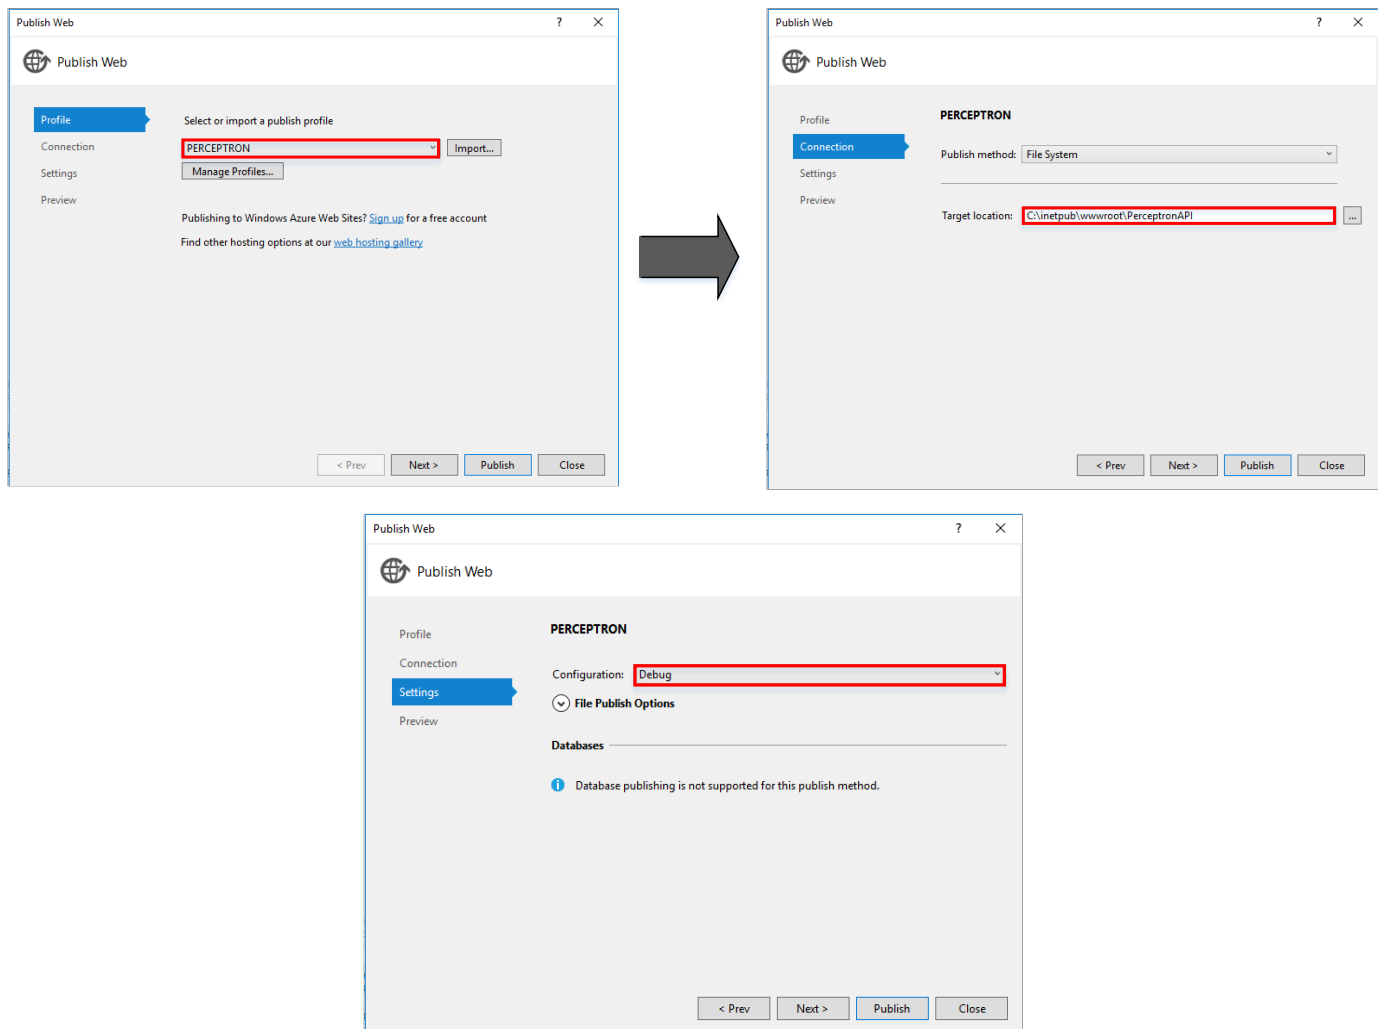 Publish Web
?
Publish Web
Profile
Connection
Settings
Preview
Select or import a publish profile
PERCEPTRON
Import...
Manage Profiles...
Publishing to Windows Azure Web Sites? Sign up for a free account
Find other hosting options at our web hosting gallery
< Prev
Next >
Publish
Close
Publish Web
?
Publish Web
Profile
Connection
Settings
Preview
PERCEPTRON
Publish method: File System
Target location: C:\inetpub\wwwroot\PerceptronAPI
...
< Prev
Next >
Publish
Close
Publish Web
?
Publish Web
Profile
Connection
Settings
Preview
PERCEPTRON
Configuration: Debug
File Publish Options
Databases
Database publishing is not supported for this publish method.
< Prev
Next >
Publish
Close